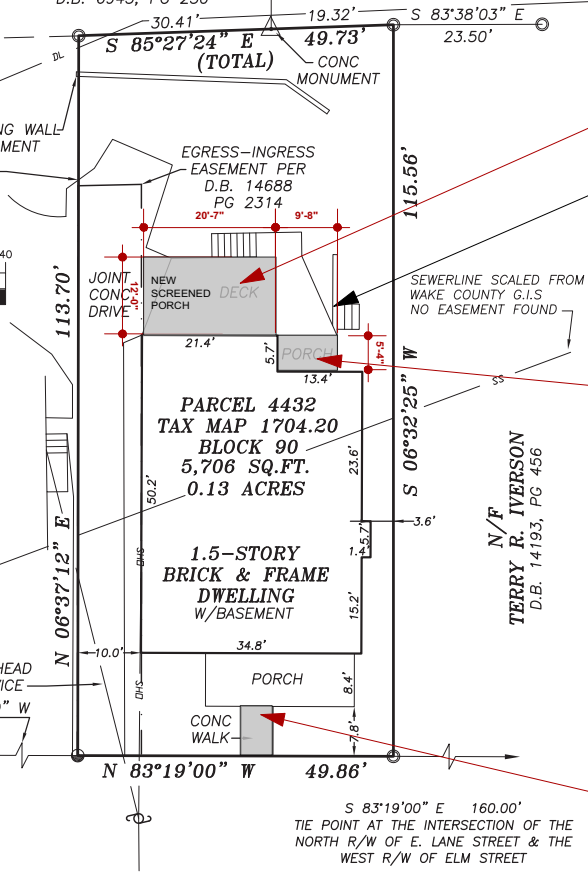 30.41'
19.32'
S 83°38'03" E
S 85°27'24" E
49.73'
23.50'
(TOTAL)
DL
CONC
MONUMENT
NG WALL
MENT
EGRESS-INGRESS
EASEMENT PER
D.B. 14688
PG 2314
115.56'
20'-7"
9'-8"
40
JOINT
CONC
DRIVE
12'-0"
NEW
SCREENED
PORCH
DECK
SEWERLINE SCALED FROM
WAKE COUNTY G.I.S
NO EASEMENT FOUND
113.70'
21.4'
5.7'
PORCH
5'-4"
13.4'
SS
PARCEL 4432
TAX MAP 1704.20
BLOCK 90
5,706 SQ.FT.
0.13 ACRES
50.2'
23.6'
S 06°32'25" W
N/F
TERRY R. IVERSON
D.B. 14193, PG 456
3.6'
5.7'
1.4'
OHS
1.5-STORY
BRICK & FRAME
DWELLING
W/BASEMENT
15.2'
N 06°37'12" E
34.8'
10.0'
HEAD
VICE
" W
OHS
PORCH
8.4'
CONC
WALK
7.8'
N 83°19'00" W
49.86'
S 83°19'00" E 160.00'
TIE POINT AT THE INTERSECTION OF THE
NORTH R/W OF E. LANE STREET & THE
WEST R/W OF ELM STREET